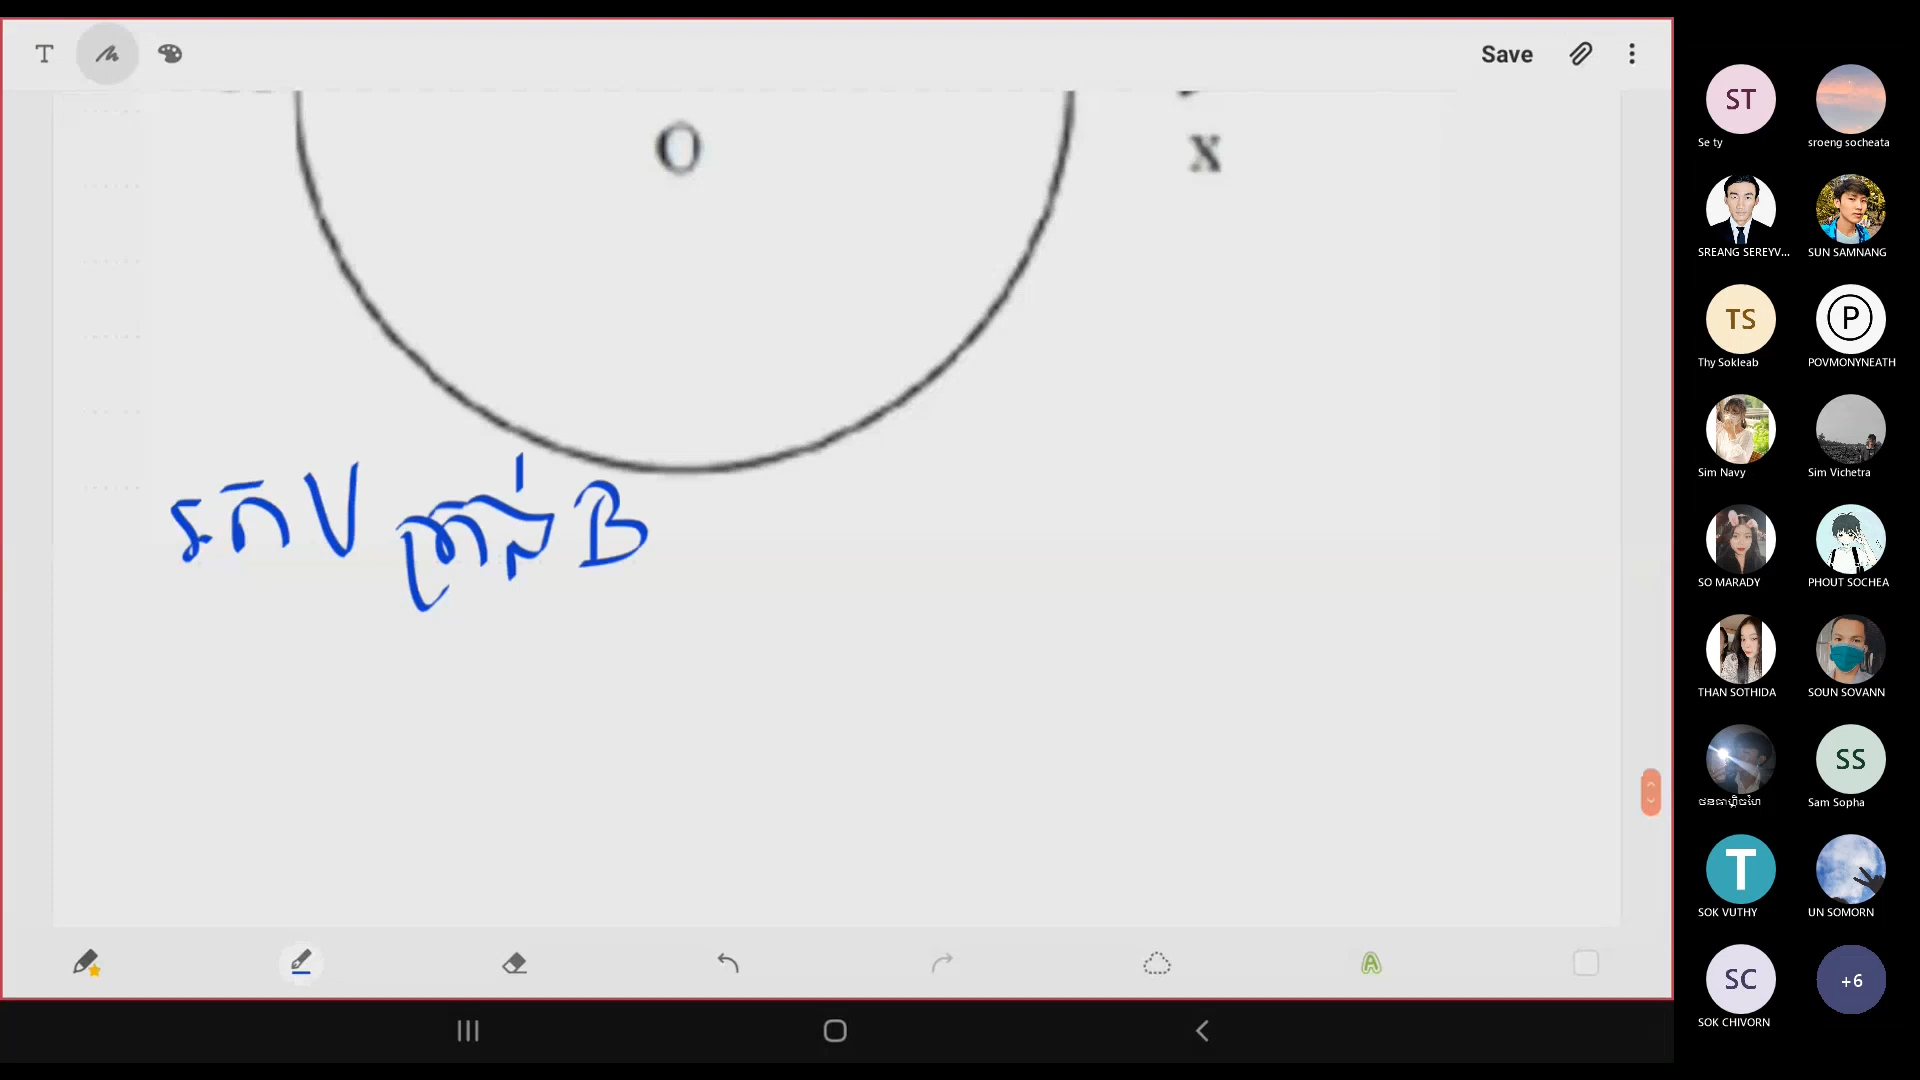 Save
O
x
រកV ត្រង់ B
ST
Se ty
sroeng socheata
SREANG SEREYV...
SUN SAMNANG
TS
P
Thy Sokleab
POVMONYNEATH
Sim Navy
Sim Vichetra
SO MARADY
PHOUT SOCHEA
THAN SOTHIDA
SOUN SOVANN
SS
Sam Sopha
T
SOK VUTHY
UN SOMORN
SC
+6
SOK CHIVORN